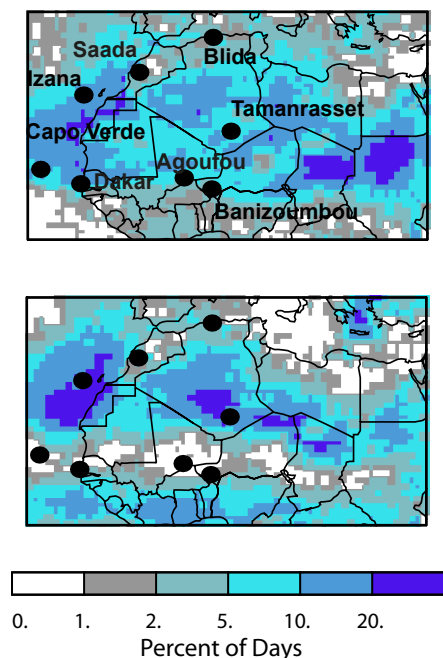 Saada
Blida
Izana
Tamanrasset
Capo Verde
Agoufou
Dakar
Banizoumbou
0. 1. 2. 5. 10. 20.
Percent of Days